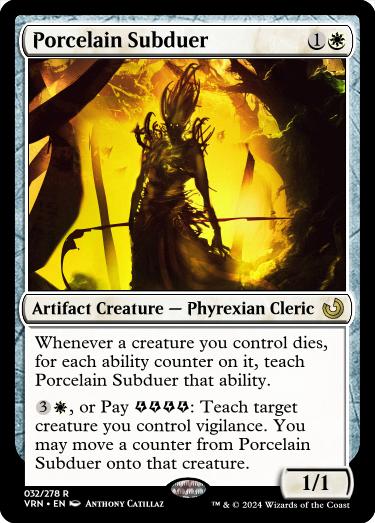 Porcelain Subduer 1
Artifact Creature — Phyrexian Cleric
Whenever a creature you control dies,
for each ability counter on it, teach
Porcelain Subduer that ability.
3, or Pay : Teach target
creature you control vigilance. You
may move a counter from Porcelain
Subduer onto that creature.
1/1
032/278 R
VRN • EN Anthony Catillaz
™ & © 2024 Wizards of the Coast